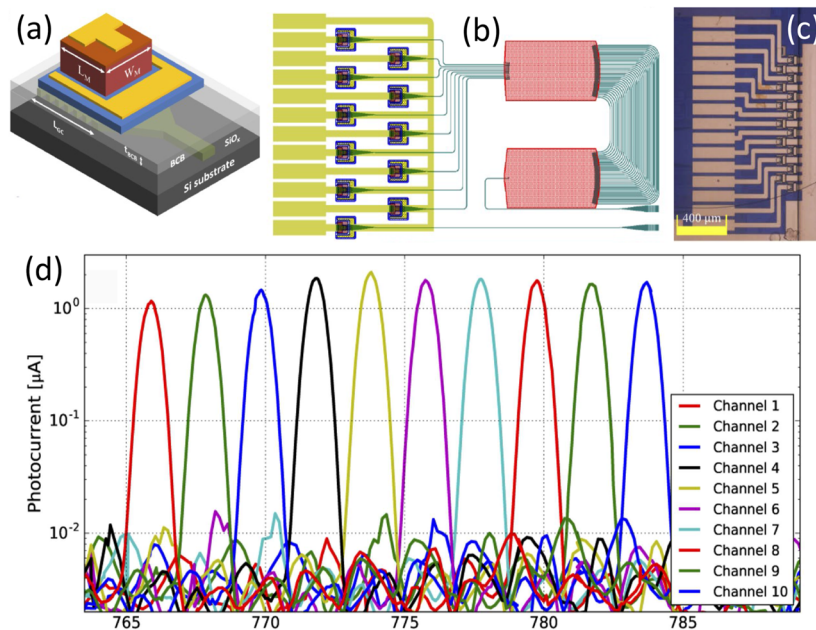 (a)
L_M
W_M
L_GC
t_BCB
BCB
SiO_x
Si substrate
(b)
(c)
400 µm
(d)
Photocurrent [µA]
10^0
10^-1
10^-2
765
770
775
780
785
Channel 1
Channel 2
Channel 3
Channel 4
Channel 5
Channel 6
Channel 7
Channel 8
Channel 9
Channel 10